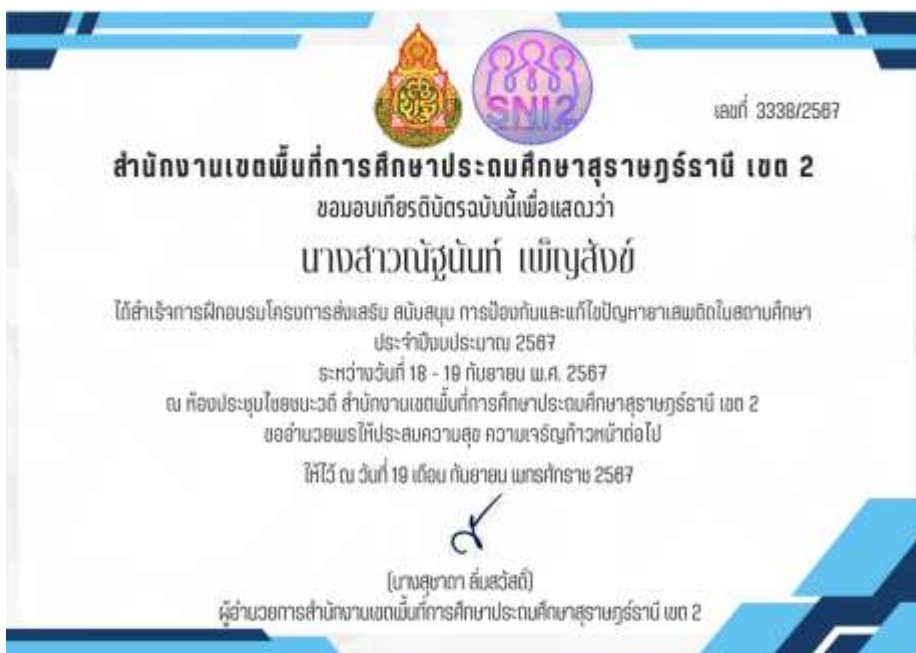 SNI 2
เลขที่ 3338/2567
สำนักงานเขตพื้นที่การศึกษาประถมศึกษาสุราษฎร์ธานี เขต 2
ขอมอบเกียรติบัตรฉบับนี้เพื่อแสดงว่า
นางสาวณัฐนันท์ เพ็ญสังข์
ได้สำเร็จการฝึกอบรมโครงการส่งเสริม สนับสนุน การป้องกันและแก้ไขปัญหายาเสพติดในสถานศึกษา
ประจำปีงบประมาณ 2567
ระหว่างวันที่ 18 - 19 กันยายน พ.ศ. 2567
ณ ห้องประชุมไชยชนะวดี สำนักงานเขตพื้นที่การศึกษาประถมศึกษาสุราษฎร์ธานี เขต 2
ขออำนวยพรให้ประสบความสุข ความเจริญก้าวหน้าต่อไป
ให้ไว้ ณ วันที่ 19 เดือน กันยายน พุทธศักราช 2567
(นางสุชาดา ลิ่มสวัสดิ์)
ผู้อำนวยการสำนักงานเขตพื้นที่การศึกษาประถมศึกษาสุราษฎร์ธานี เขต 2